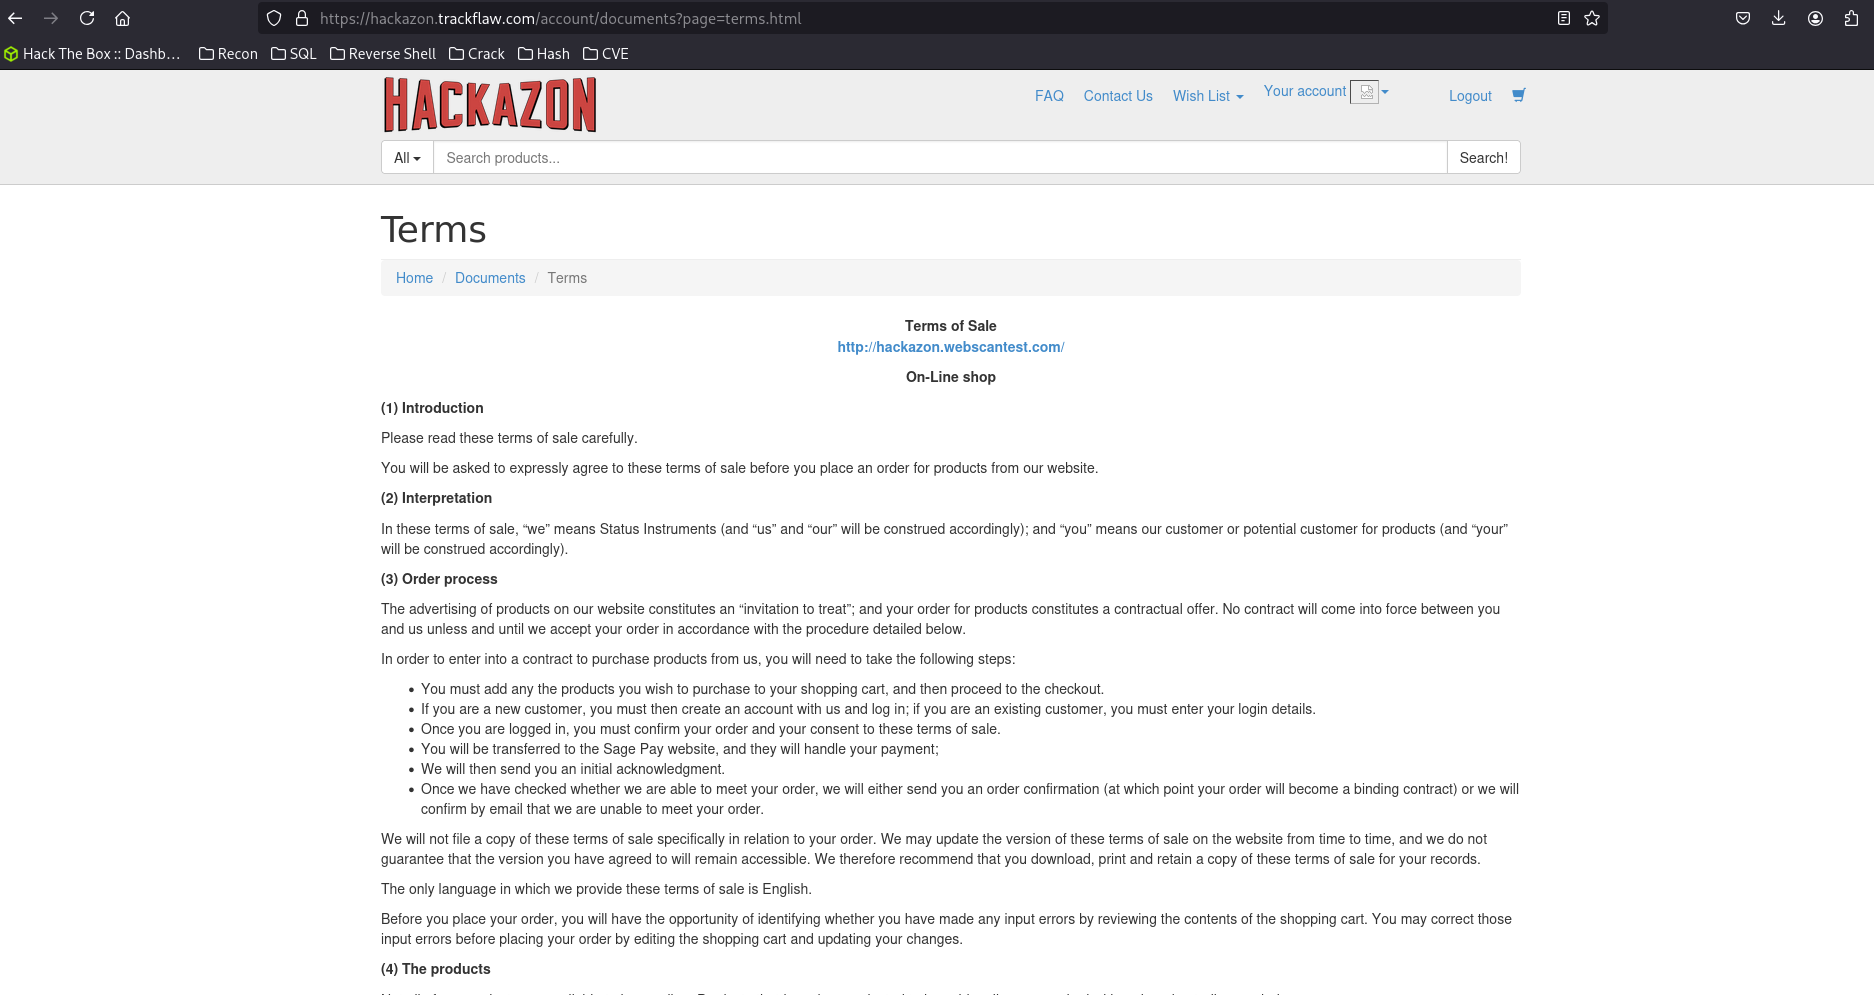 https://hackazon.trackflaw.com/account/documents?page=terms.html
Hack The Box :: Dashb… Recon SQL Reverse Shell Crack Hash CVE
HACKAZON
FAQ Contact Us Wish List Your account Logout
All Search products... Search!
Terms
Home / Documents / Terms
Terms of Sale
http://hackazon.webscantest.com/
On-Line shop
(1) Introduction
Please read these terms of sale carefully.
You will be asked to expressly agree to these terms of sale before you place an order for products from our website.
(2) Interpretation
In these terms of sale, “we” means Status Instruments (and “us” and “our” will be construed accordingly); and “you” means our customer or potential customer for products (and “your”
will be construed accordingly).
(3) Order process
The advertising of products on our website constitutes an “invitation to treat”; and your order for products constitutes a contractual offer. No contract will come into force between you
and us unless and until we accept your order in accordance with the procedure detailed below.
In order to enter into a contract to purchase products from us, you will need to take the following steps:
• You must add any the products you wish to purchase to your shopping cart, and then proceed to the checkout.
• If you are a new customer, you must then create an account with us and log in; if you are an existing customer, you must enter your login details.
• Once you are logged in, you must confirm your order and your consent to these terms of sale.
• You will be transferred to the Sage Pay website, and they will handle your payment;
• We will then send you an initial acknowledgment.
• Once we have checked whether we are able to meet your order, we will either send you an order confirmation (at which point your order will become a binding contract) or we will
confirm by email that we are unable to meet your order.
We will not file a copy of these terms of sale specifically in relation to your order. We may update the version of these terms of sale on the website from time to time, and we do not
guarantee that the version you have agreed to will remain accessible. We therefore recommend that you download, print and retain a copy of these terms of sale for your records.
The only language in which we provide these terms of sale is English.
Before you place your order, you will have the opportunity of identifying whether you have made any input errors by reviewing the contents of the shopping cart. You may correct those
input errors before placing your order by editing the shopping cart and updating your changes.
(4) The products